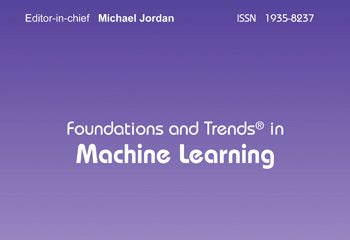 Editor-in-chief Michael Jordan ISSN 1935-8237
Foundations and Trends® in
Machine Learning